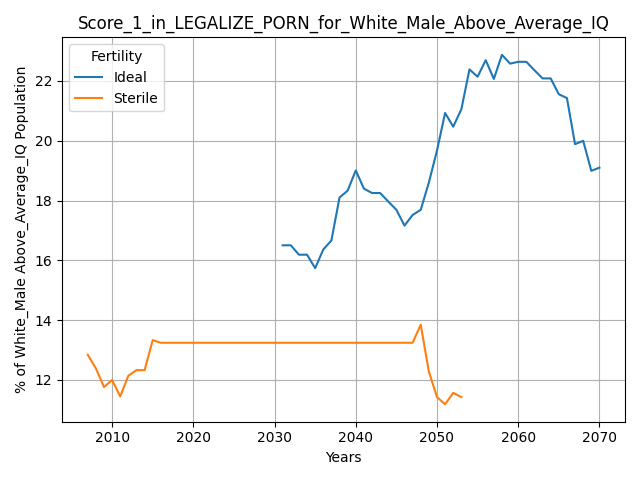 Score_1_in_LEGALIZE_PORN_for_White_Male_Above_Average_IQ
Fertility
Ideal
Sterile
% of White_Male Above_Average_IQ Population
22
20
18
16
14
12
2010 2020 2030 2040 2050 2060 2070
Years